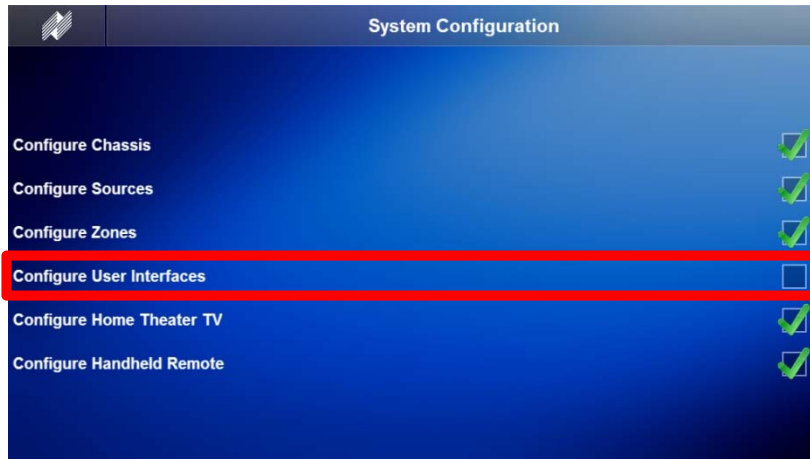 System Configuration
Configure Chassis
Configure Sources
Configure Zones
Configure User Interfaces
Configure Home Theater TV
Configure Handheld Remote